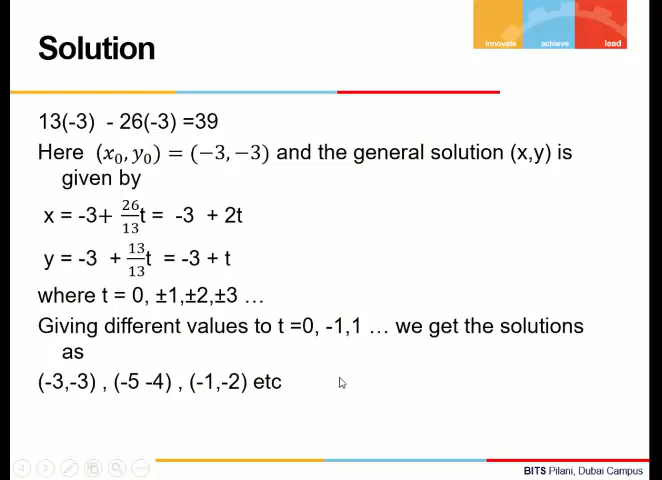 Solution
innovate achieve lead
13(-3) - 26(-3) =39
Here (x₀, y₀) = (−3, −3) and the general solution (x,y) is
given by
x = -3+ 26/13 t = -3 + 2t
y = -3 + 13/13 t = -3 + t
where t = 0, ±1,±2,±3 …
Giving different values to t =0, -1,1 … we get the solutions
as
(-3,-3) , (-5 -4) , (-1,-2) etc
BITS Pilani, Dubai Campus